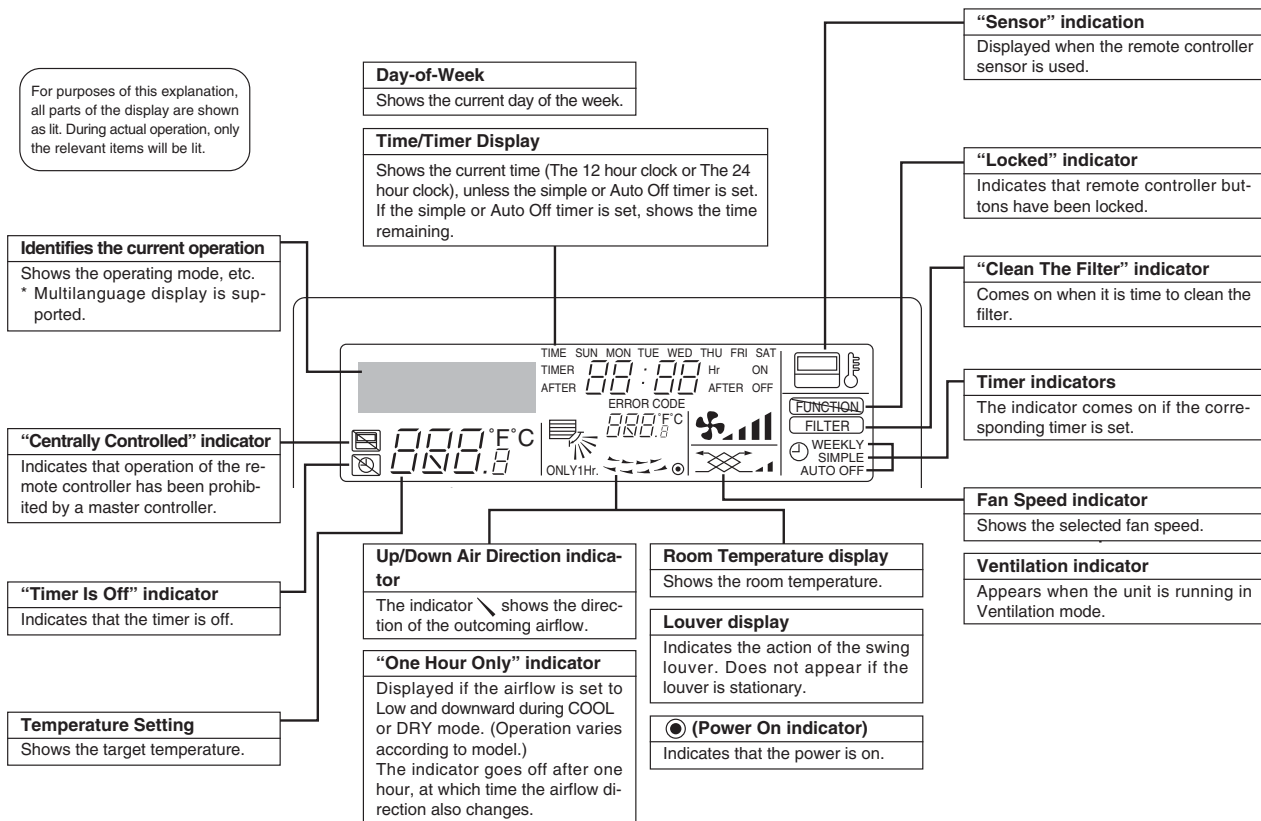 For purposes of this explanation,
all parts of the display are shown
as lit. During actual operation, only
the relevant items will be lit.
Day-of-Week
Shows the current day of the week.
Time/Timer Display
Shows the current time (The 12 hour clock or The 24
hour clock), unless the simple or Auto Off timer is set.
If the simple or Auto Off timer is set, shows the time
remaining.
“Sensor” indication
Displayed when the remote controller
sensor is used.
“Locked” indicator
Indicates that remote controller but-
tons have been locked.
“Clean The Filter” indicator
Comes on when it is time to clean the
filter.
Timer indicators
The indicator comes on if the corre-
sponding timer is set.
Fan Speed indicator
Shows the selected fan speed.
Ventilation indicator
Appears when the unit is running in
Ventilation mode.
Identifies the current operation
Shows the operating mode, etc.
* Multilanguage display is sup-
ported.
“Centrally Controlled” indicator
Indicates that operation of the re-
mote controller has been prohib-
ited by a master controller.
“Timer Is Off” indicator
Indicates that the timer is off.
Temperature Setting
Shows the target temperature.
TIME SUN MON TUE WED THU FRI SAT
TIMER 88:88 Hr ON
AFTER AFTER OFF
ERROR CODE
888.8 °F°C
888.8 °F°C
ONLY1Hr.
FUNCTION
FILTER
WEEKLY
SIMPLE
AUTO OFF
Up/Down Air Direction indica-
tor
The indicator shows the direc-
tion of the outcoming airflow.
“One Hour Only” indicator
Displayed if the airflow is set to
Low and downward during COOL
or DRY mode. (Operation varies
according to model.)
The indicator goes off after one
hour, at which time the airflow di-
rection also changes.
Room Temperature display
Shows the room temperature.
Louver display
Indicates the action of the swing
louver. Does not appear if the
louver is stationary.
(Power On indicator)
Indicates that the power is on.